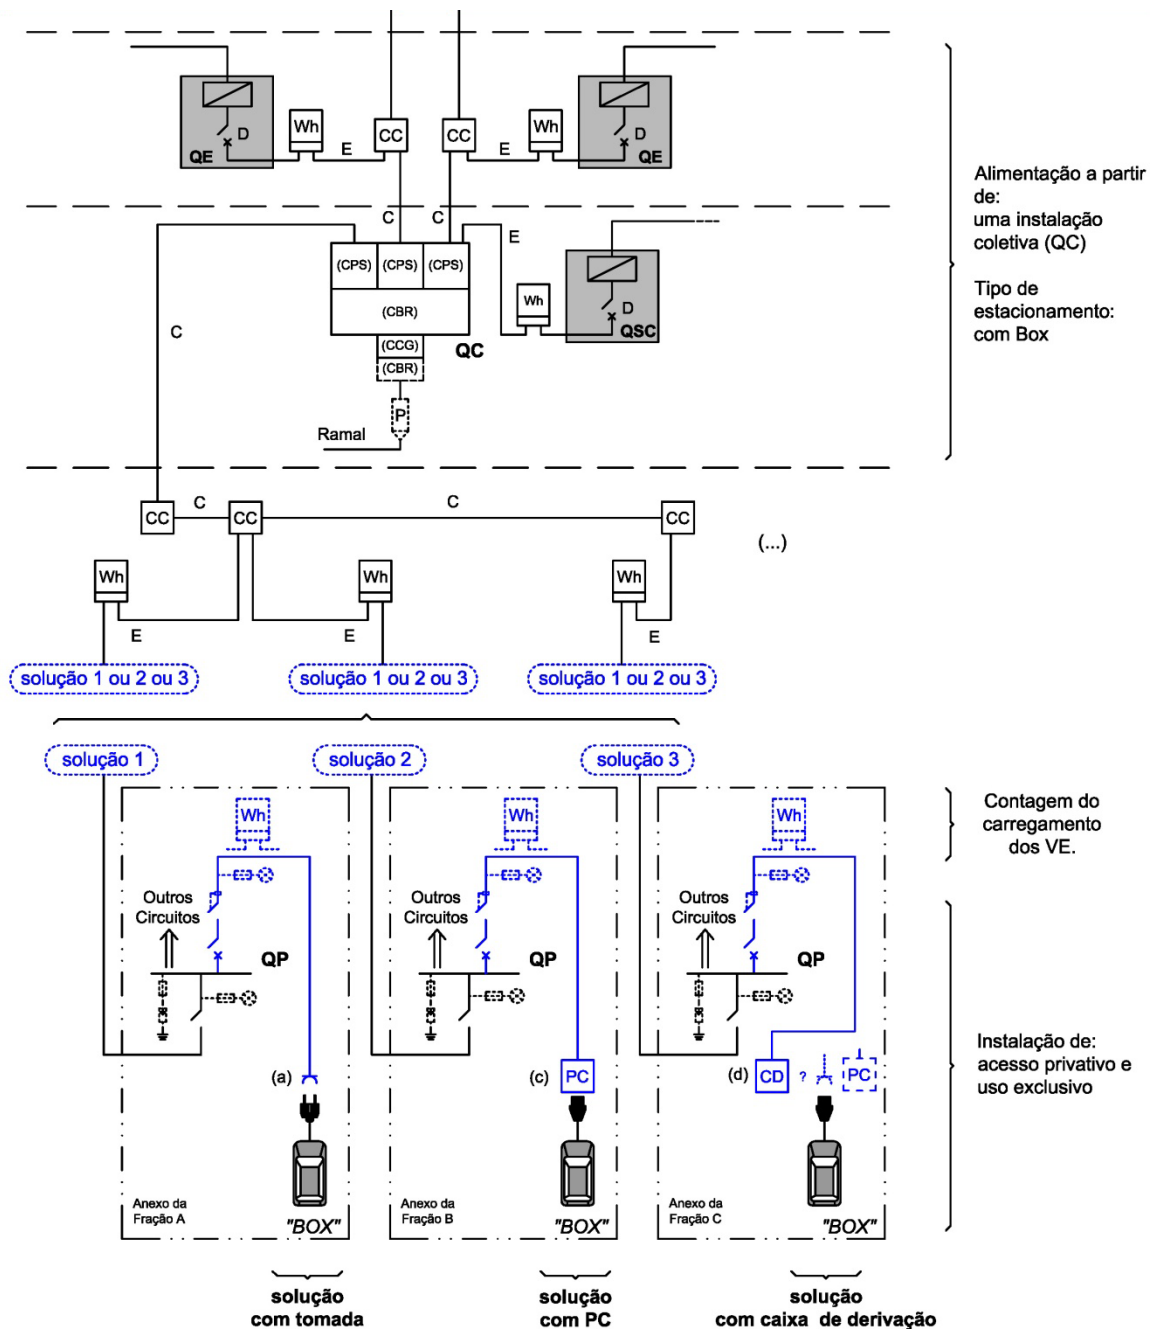 Wh
CC
CC
Wh
D
E
E
D
QE
QE
Alimentação a partir
de:
uma instalação
coletiva (QC)
Tipo de
estacionamento:
com Box
C
C
E
(CPS)
(CPS)
(CPS)
(CBR)
Wh
D
QSC
C
(CCG)
QC
(CBR)
P
Ramal
CC
C
CC
C
CC
(...)
Wh
Wh
Wh
E
E
E
solução 1 ou 2 ou 3
solução 1 ou 2 ou 3
solução 1 ou 2 ou 3
solução 1
solução 2
solução 3
Wh
Wh
Wh
Contagem do
carregamento
dos VE.
Outros
Circuitos
QP
Outros
Circuitos
QP
Outros
Circuitos
QP
Instalação de:
acesso privativo e
uso exclusivo
(a)
(c)
PC
(d)
CD
?
PC
Anexo da
Fração A
"BOX"
Anexo da
Fração B
"BOX"
Anexo da
Fração C
"BOX"
solução
com tomada
solução
com PC
solução
com caixa de derivação